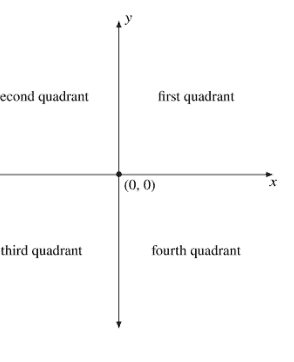 y
econd quadrant first quadrant
(0, 0)
x
third quadrant fourth quadrant